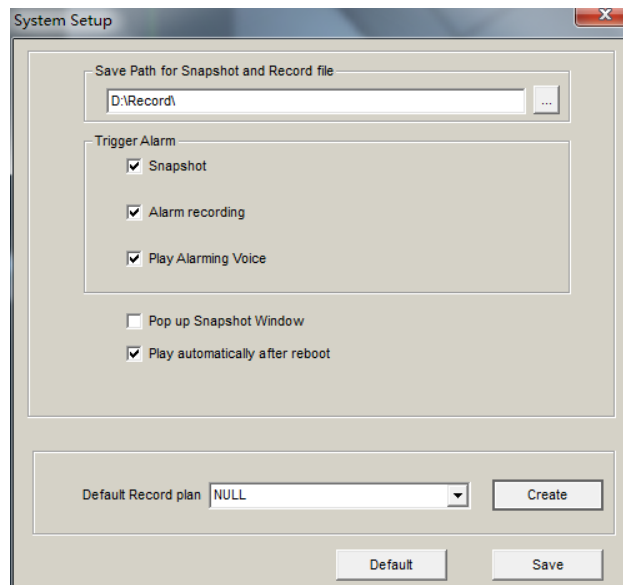 System Setup
Save Path for Snapshot and Record file
D:\Record\
...
Trigger Alarm
Snapshot
Alarm recording
Play Alarming Voice
Pop up Snapshot Window
Play automatically after reboot
Default Record plan NULL Create
Default Save